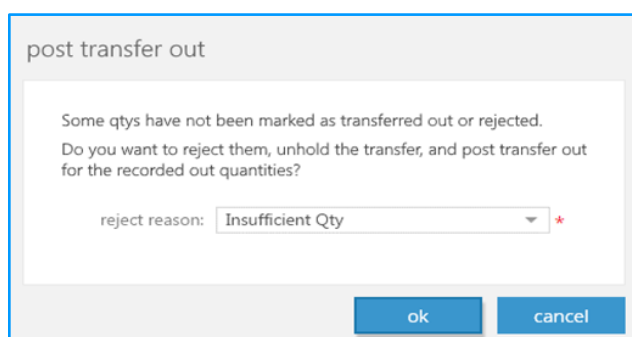 post transfer out
Some qtys have not been marked as transferred out or rejected.
Do you want to reject them, unhold the transfer, and post transfer out
for the recorded out quantities?
reject reason: Insufficient Qty *
ok cancel